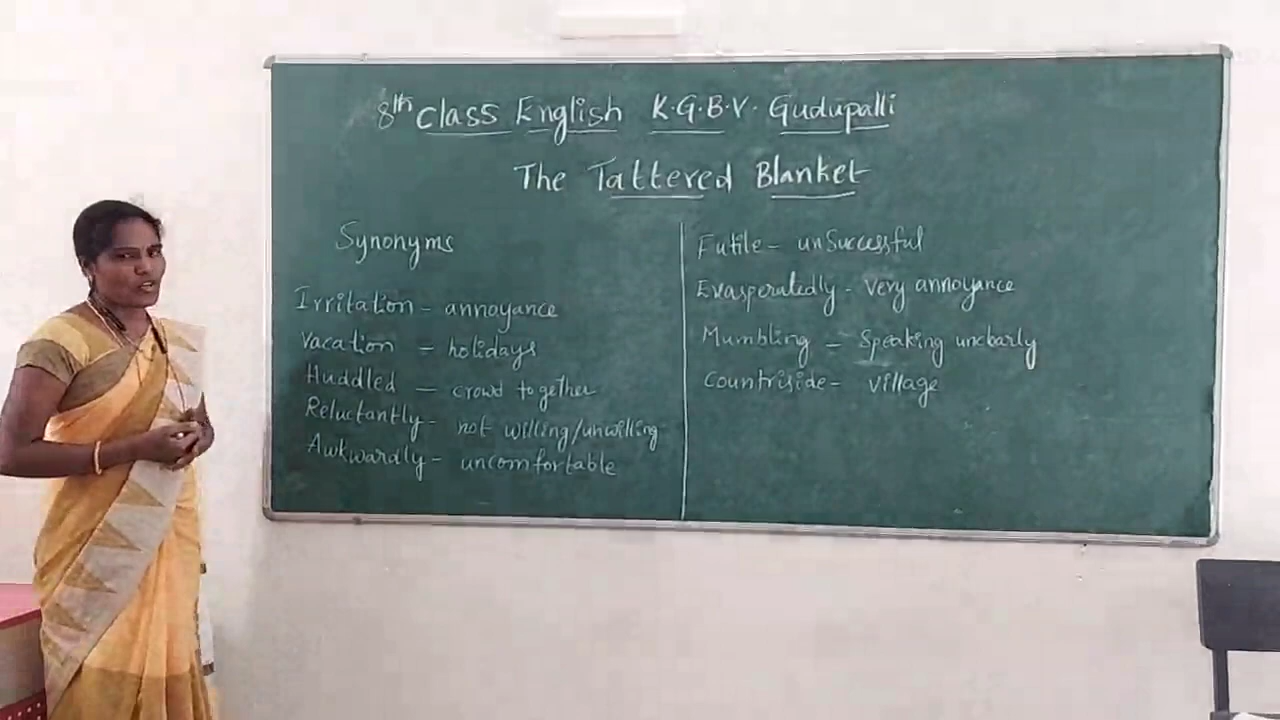 8th class English K.G.B.V. Gudupalli
The Tattered Blanket
Synonyms
Irritation - annoyance
Vacation = holidays
Huddled - crowd together
Reluctantly - not willing/unwilling
Awkwardly - uncomfortable
Futile - unSuccessful
Exasperatedly - very annoyance
Mumbling - Speaking unclearly
Countriside - village